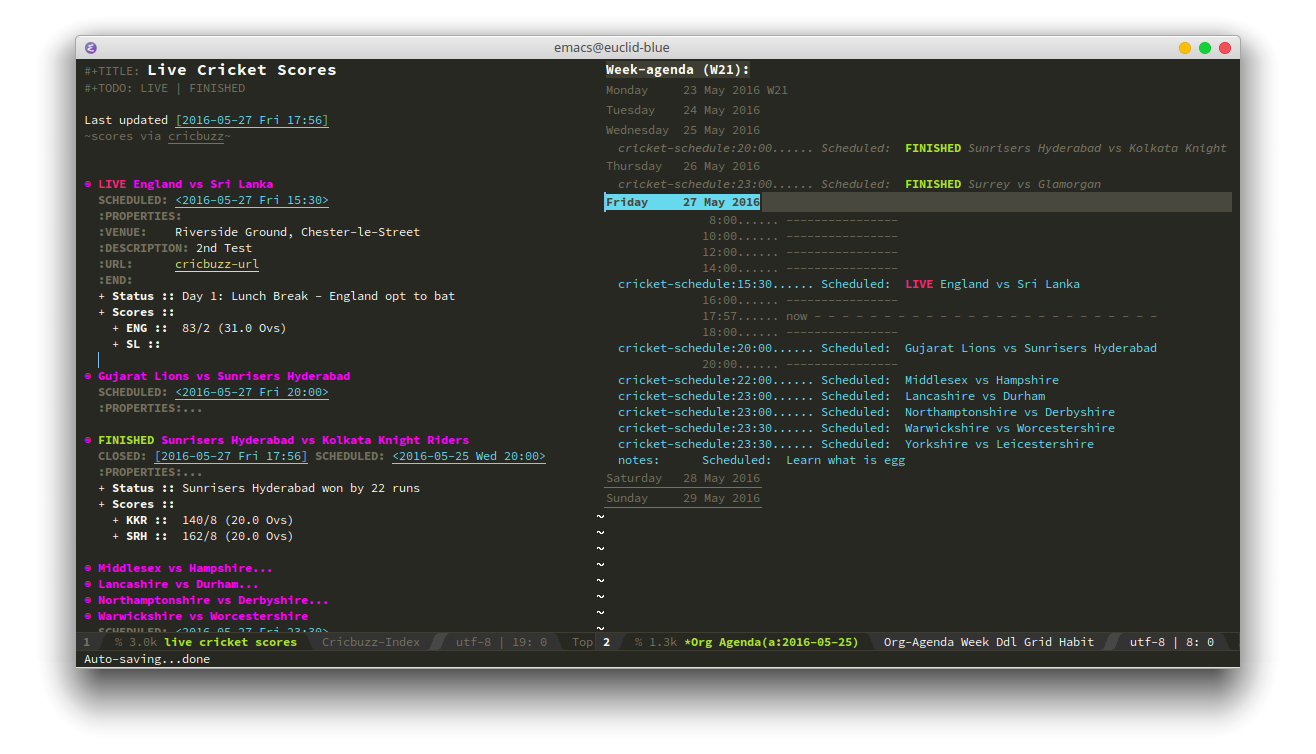 emacs@euclid-blue
#+TITLE: Live Cricket Scores
#+TODO: LIVE | FINISHED
Last updated [2016-05-27 Fri 17:56]
~scores via cricbuzz~
● LIVE England vs Sri Lanka
SCHEDULED: <2016-05-27 Fri 15:30>
:PROPERTIES:
:VENUE: Riverside Ground, Chester-le-Street
:DESCRIPTION: 2nd Test
:URL: cricbuzz-url
:END:
+ Status :: Day 1: Lunch Break - England opt to bat
+ Scores ::
+ ENG :: 83/2 (31.0 Ovs)
+ SL ::
● Gujarat Lions vs Sunrisers Hyderabad
SCHEDULED: <2016-05-27 Fri 20:00>
:PROPERTIES:...
● FINISHED Sunrisers Hyderabad vs Kolkata Knight Riders
CLOSED: [2016-05-27 Fri 17:56] SCHEDULED: <2016-05-25 Wed 20:00>
:PROPERTIES:...
+ Status :: Sunrisers Hyderabad won by 22 runs
+ Scores ::
+ KKR :: 140/8 (20.0 Ovs)
+ SRH :: 162/8 (20.0 Ovs)
● Middlesex vs Hampshire...
● Lancashire vs Durham...
● Northamptonshire vs Derbyshire...
● Warwickshire vs Worcestershire
SCHEDULED: <2016-05-27 Fri 23:30>
1 % 3.0k live cricket scores Cricbuzz-Index utf-8 | 19: 0 Top
Week-agenda (W21):
Monday 23 May 2016 W21
Tuesday 24 May 2016
Wednesday 25 May 2016
cricket-schedule:20:00...... Scheduled: FINISHED Sunrisers Hyderabad vs Kolkata Knight
Thursday 26 May 2016
cricket-schedule:23:00...... Scheduled: FINISHED Surrey vs Glamorgan
Friday 27 May 2016
8:00...... ----------------
10:00...... ----------------
12:00...... ----------------
14:00...... ----------------
cricket-schedule:15:30...... Scheduled: LIVE England vs Sri Lanka
16:00...... ----------------
17:57...... now - - - - - - - - - - - - - - - - - - - - - - - - -
18:00...... ----------------
cricket-schedule:20:00...... Scheduled: Gujarat Lions vs Sunrisers Hyderabad
20:00...... ----------------
cricket-schedule:22:00...... Scheduled: Middlesex vs Hampshire
cricket-schedule:23:00...... Scheduled: Lancashire vs Durham
cricket-schedule:23:00...... Scheduled: Northamptonshire vs Derbyshire
cricket-schedule:23:30...... Scheduled: Warwickshire vs Worcestershire
cricket-schedule:23:30...... Scheduled: Yorkshire vs Leicestershire
notes: Scheduled: Learn what is egg
Saturday 28 May 2016
Sunday 29 May 2016
~
~
~
~
~
~
~
~
2 % 1.3k *Org Agenda(a:2016-05-25) Org-Agenda Week Ddl Grid Habit utf-8 | 8: 0
Auto-saving...done